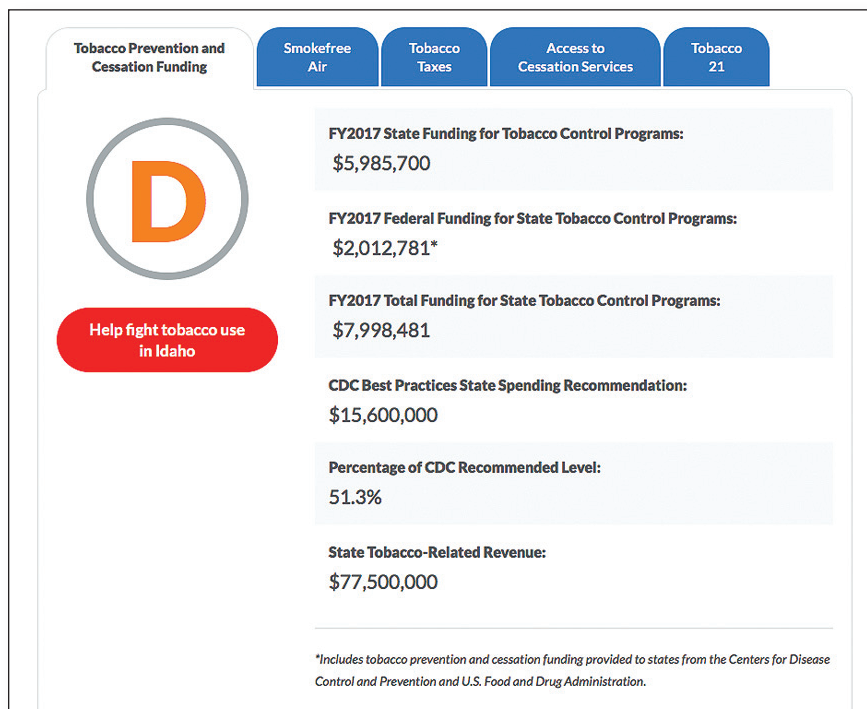 Tobacco Prevention and
Cessation Funding
Smokefree
Air
Tobacco
Taxes
Access to
Cessation Services
Tobacco
21
D
Help fight tobacco use
in Idaho
FY2017 State Funding for Tobacco Control Programs:
$5,985,700
FY2017 Federal Funding for State Tobacco Control Programs:
$2,012,781*
FY2017 Total Funding for State Tobacco Control Programs:
$7,998,481
CDC Best Practices State Spending Recommendation:
$15,600,000
Percentage of CDC Recommended Level:
51.3%
State Tobacco-Related Revenue:
$77,500,000
*Includes tobacco prevention and cessation funding provided to states from the Centers for Disease
Control and Prevention and U.S. Food and Drug Administration.